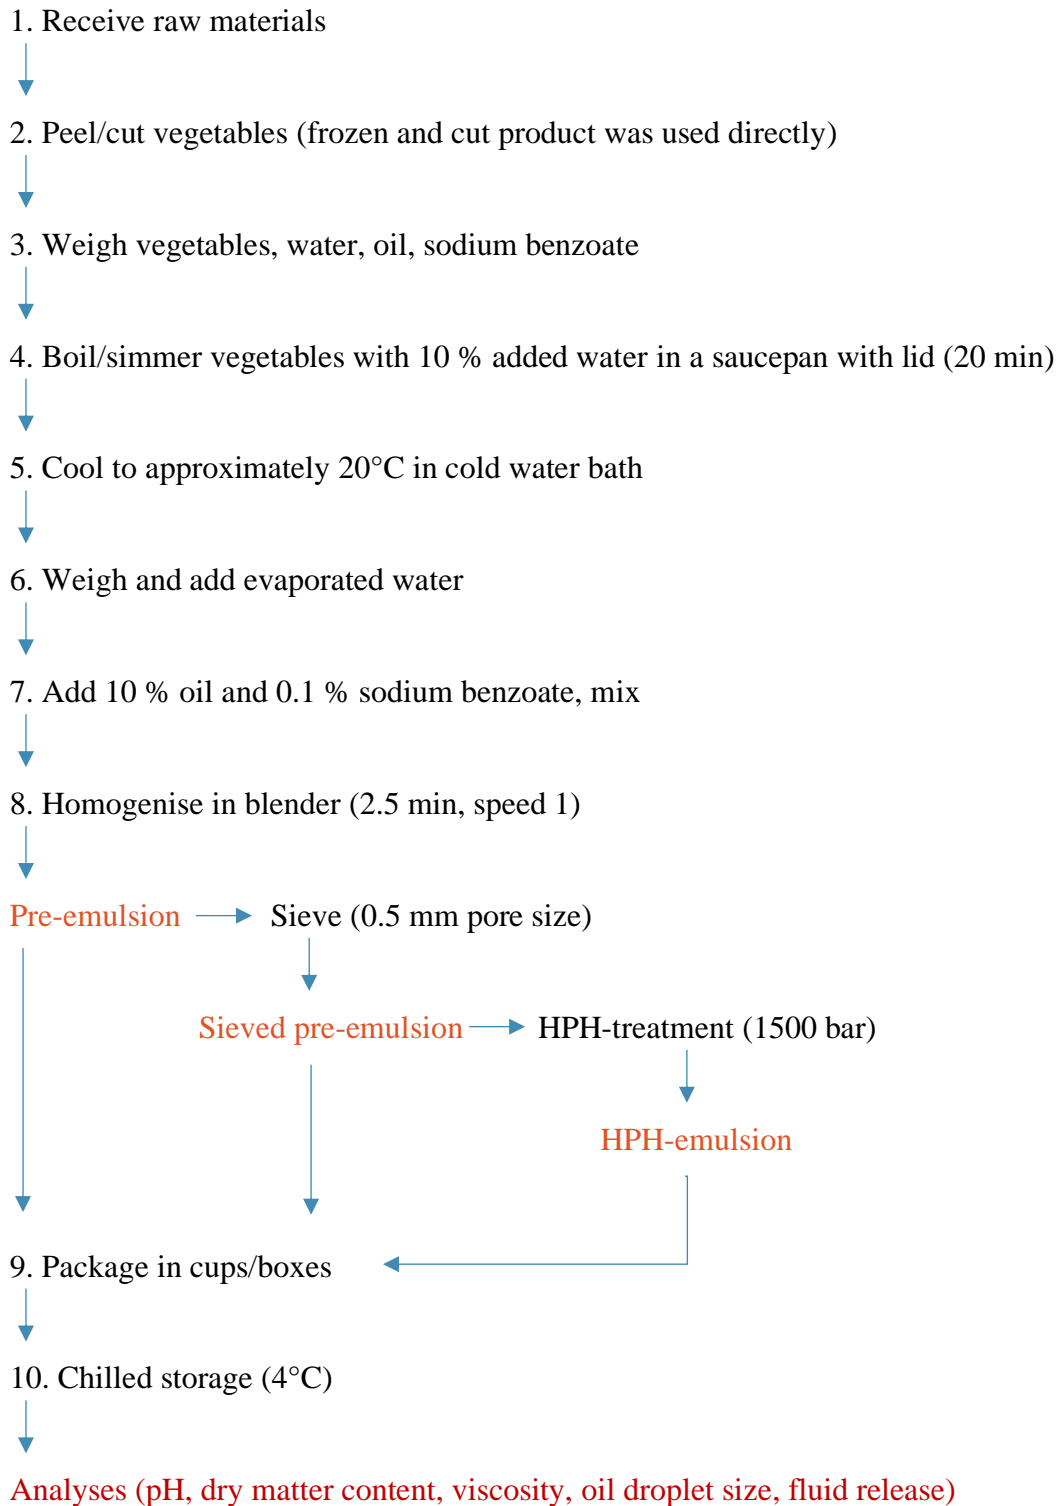 1. Receive raw materials
2. Peel/cut vegetables (frozen and cut product was used directly)
3. Weigh vegetables, water, oil, sodium benzoate
4. Boil/simmer vegetables with 10 % added water in a saucepan with lid (20 min)
5. Cool to approximately 20°C in cold water bath
6. Weigh and add evaporated water
7. Add 10 % oil and 0.1 % sodium benzoate, mix
8. Homogenise in blender (2.5 min, speed 1)
Pre-emulsion
Sieve (0.5 mm pore size)
Sieved pre-emulsion
HPH-treatment (1500 bar)
HPH-emulsion
9. Package in cups/boxes
10. Chilled storage (4°C)
Analyses (pH, dry matter content, viscosity, oil droplet size, fluid release)